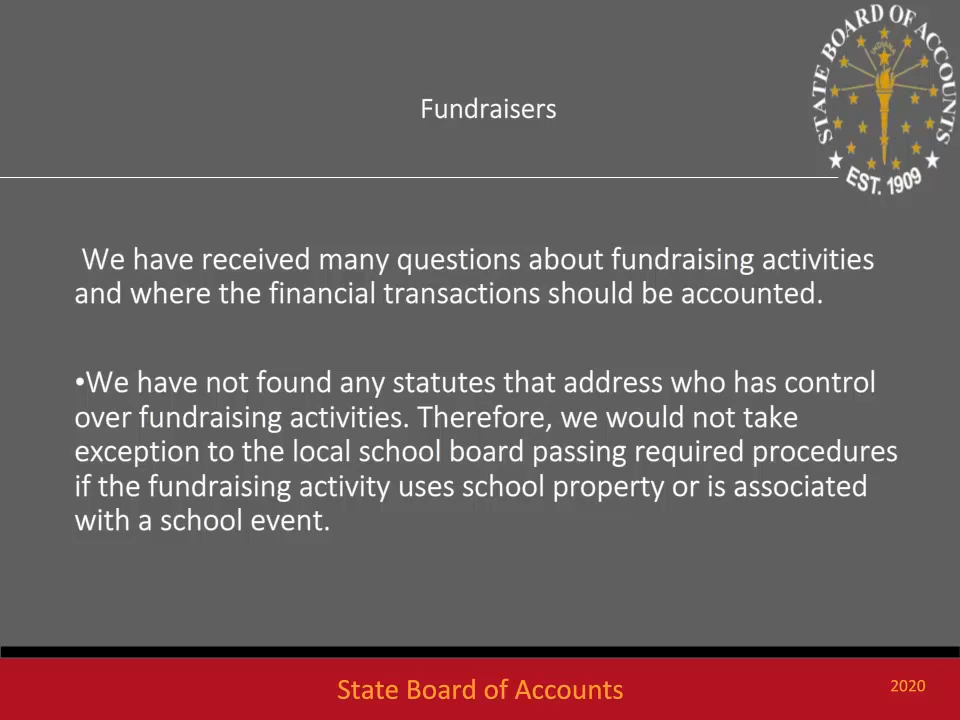 STATE BOARD OF ACCOUNTS
INDIANA
EST. 1909
Fundraisers
We have received many questions about fundraising activities
and where the financial transactions should be accounted.
•We have not found any statutes that address who has control
over fundraising activities. Therefore, we would not take
exception to the local school board passing required procedures
if the fundraising activity uses school property or is associated
with a school event.
State Board of Accounts
2020